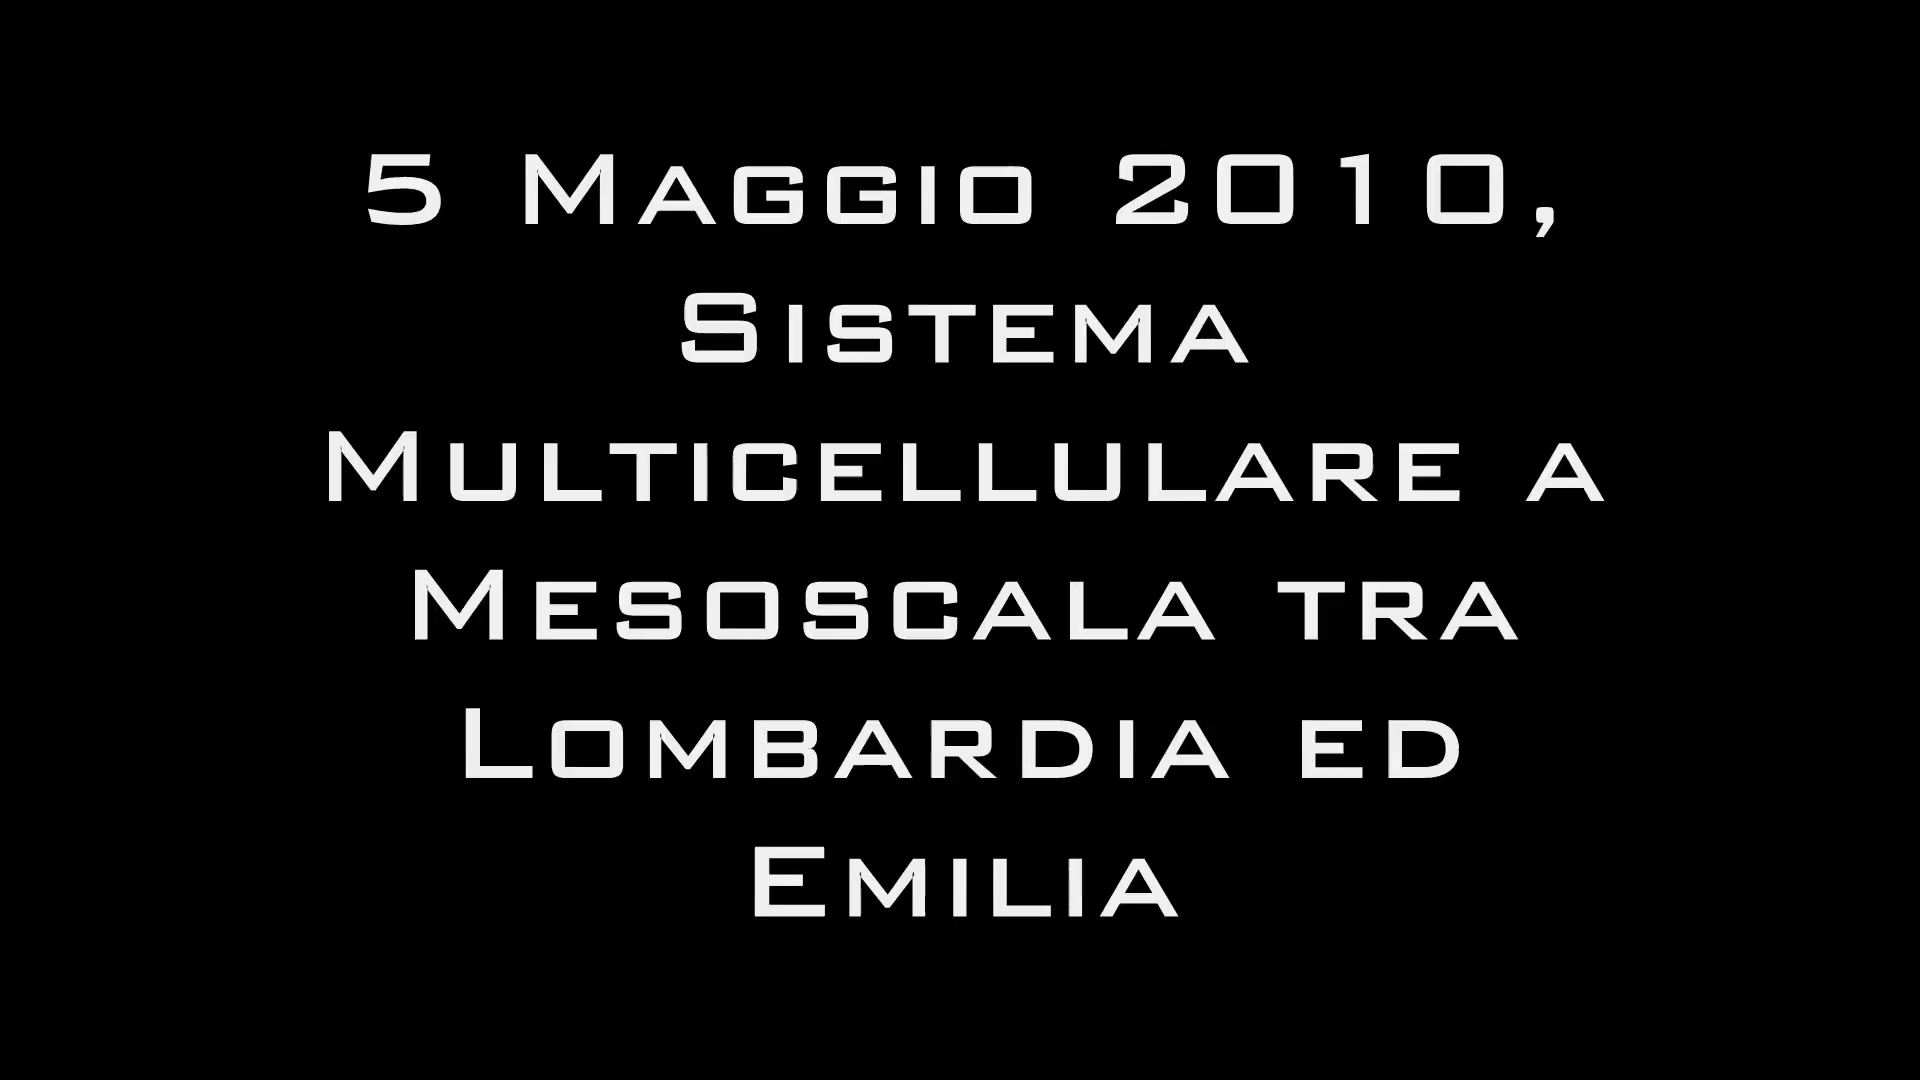 5 Maggio 2010,
Sistema
Multicellulare a
Mesoscala tra
Lombardia ed
Emilia